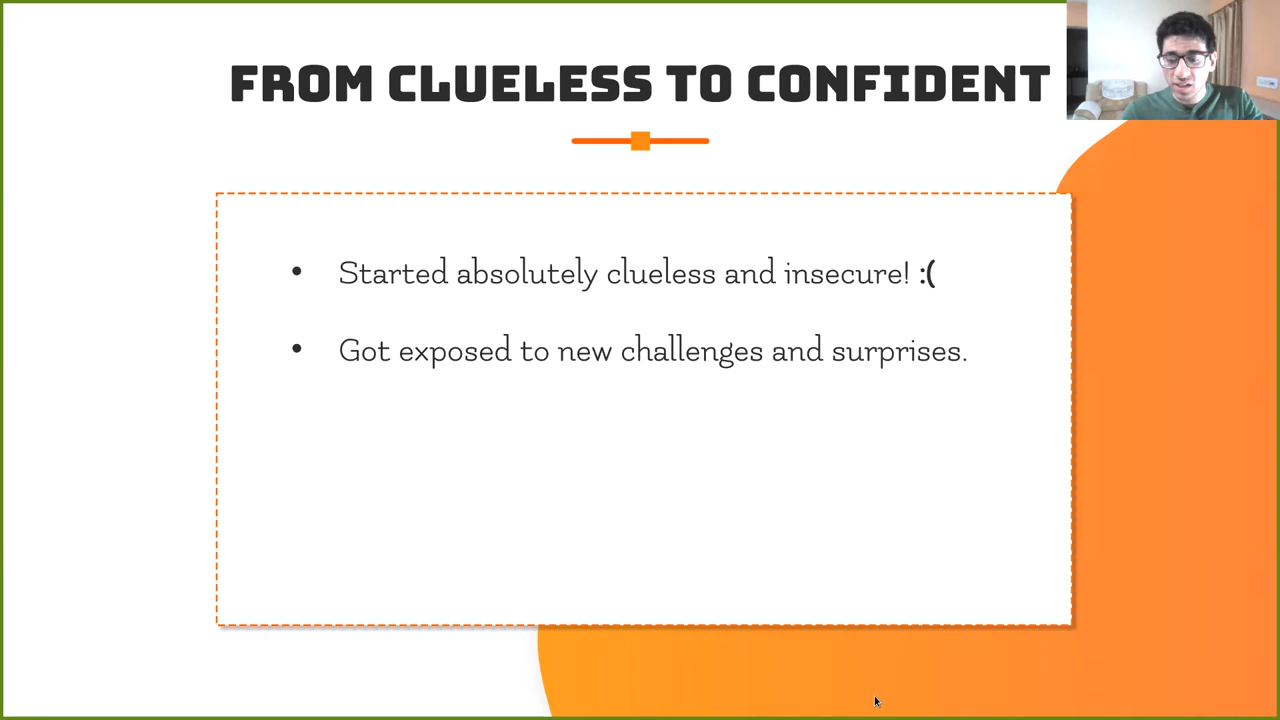 FROM CLUELESS TO CONFIDENT
• Started absolutely clueless and insecure! :(
• Got exposed to new challenges and surprises.